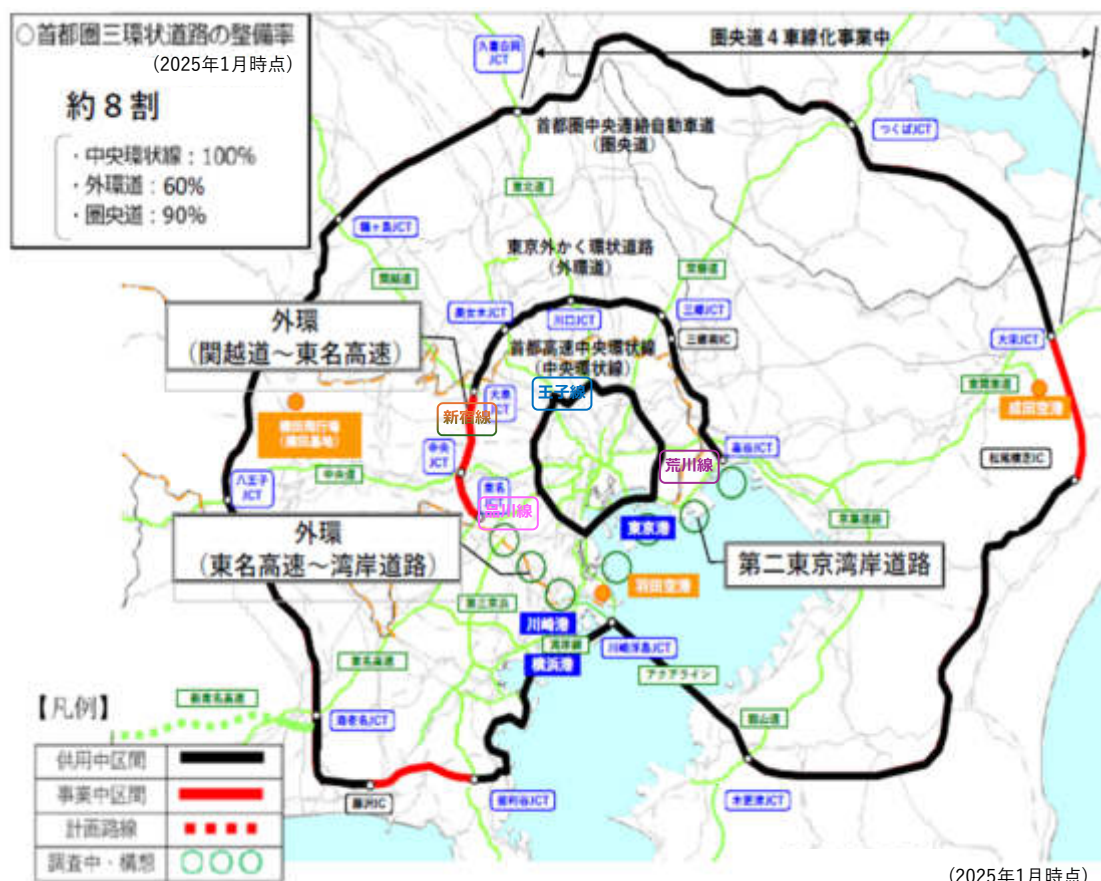 ○首都圏三環状道路の整備率
(2025年1月時点)
約8割
・中央環状線：100%
・外環道：60%
・圏央道：90%
久喜白岡
JCT
圏央道4車線化事業中
首都圏中央連絡自動車道
(圏央道)
つくばJCT
東北道
鶴ヶ島JCT
関越道
東京外かく環状道路
(外環道)
常磐道
美女木JCT
川口JCT
三郷JCT
三郷南IC
大栄JCT
外環
(関越道～東名高速)
首都高速中央環状線
(中央環状線)
王子線
大泉
JCT
新宿線
東関東道
成田空港
横田飛行場
(横田基地)
中央
JCT
荒川線
高谷JCT
松尾横芝IC
八王子
JCT
中央道
東名
JCT
品川線
東京港
京葉道路
外環
(東名高速～湾岸道路)
第二東京湾岸道路
羽田空港
第三京浜
川崎港
湾岸線
川崎浮島JCT
横浜港
東名高速
アクアライン
新東名高速
館山道
海老名JCT
【凡例】
供用中区間
事業中区間
計画路線
調査中・構想
藤沢IC
釜利谷JCT
木更津JCT
(2025年1月時点)